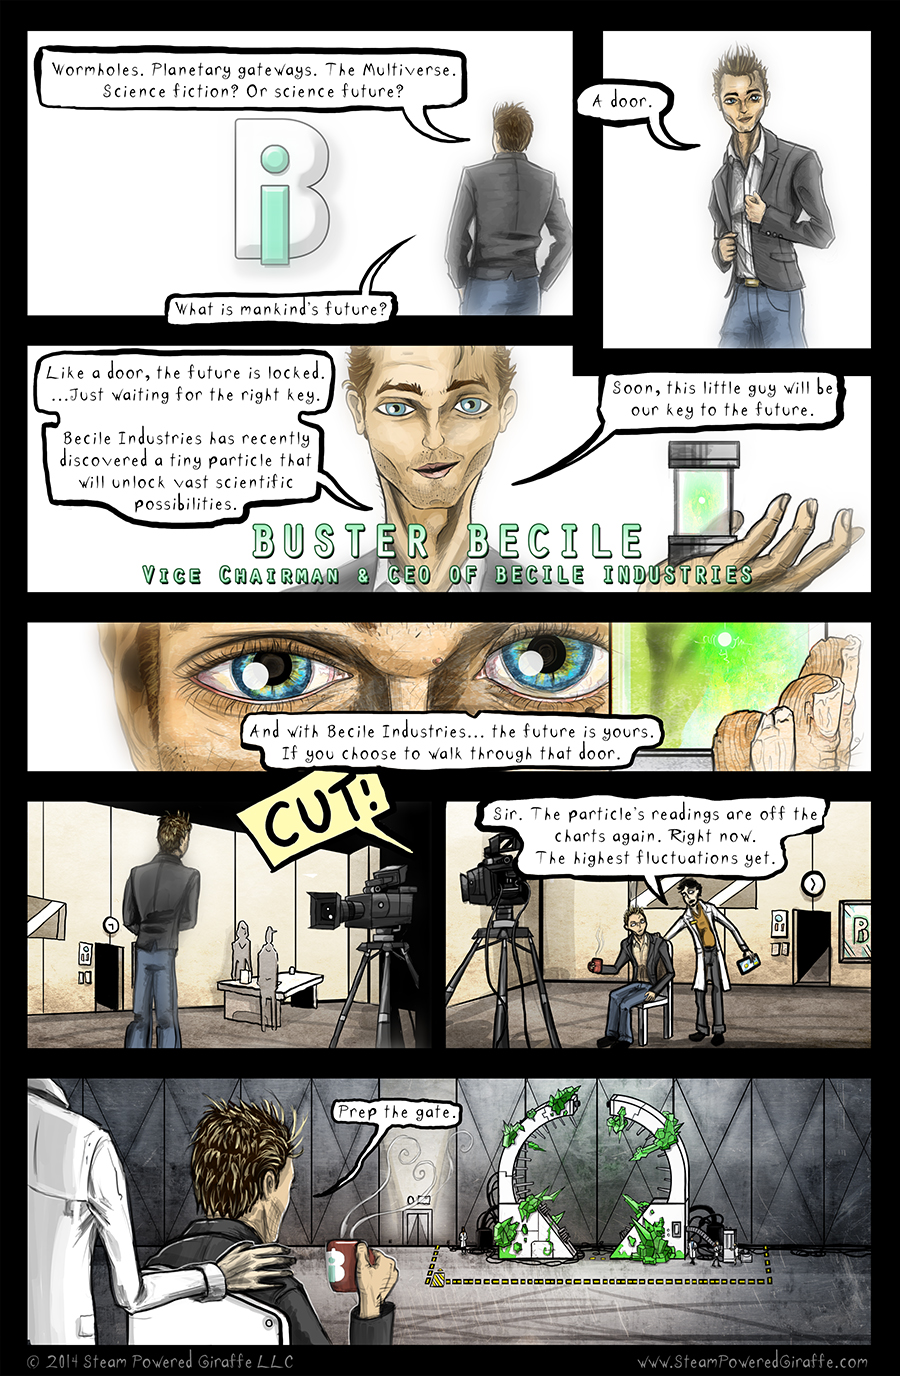 Wormholes. Planetary gateways. The Multiverse.
Science fiction? Or science future?
Bi
What is mankind's future?
A door.
Like a door, the future is locked.
...Just waiting for the right key.
Becile Industries has recently
discovered a tiny particle that
will unlock vast scientific
possibilities.
Soon, this little guy will be
our key to the future.
BUSTER BECILE
VICE CHAIRMAN & CEO OF BECILE INDUSTRIES
And with Becile Industries... the future is yours.
If you choose to walk through that door.
CUT!
Sir. The particle's readings are off the
charts again. Right now.
The highest fluctuations yet.
B
Prep the gate.
B
© 2014 Steam Powered Giraffe LLC
www.SteamPoweredGiraffe.com